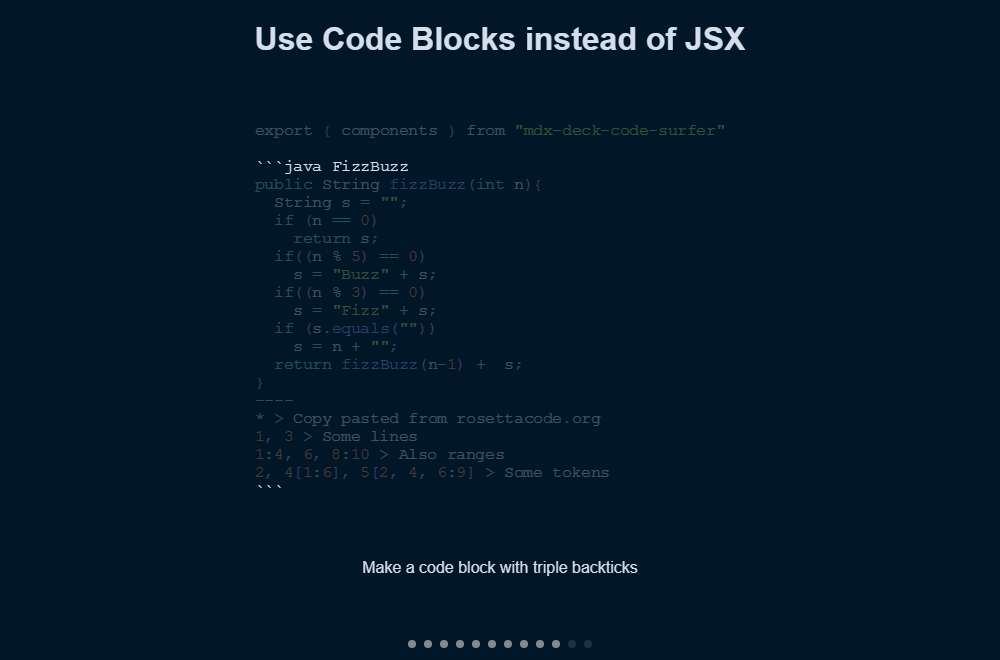 Use Code Blocks instead of JSX
export { components } from "mdx-deck-code-surfer"
```java FizzBuzz
public String fizzBuzz(int n){
  String s = "";
  if (n == 0)
    return s;
  if((n % 5) == 0)
    s = "Buzz" + s;
  if((n % 3) == 0)
    s = "Fizz" + s;
  if (s.equals(""))
    s = n + "";
  return fizzBuzz(n-1) +  s;
}
----
* > Copy pasted from rosettacode.org
1, 3 > Some lines
1:4, 6, 8:10 > Also ranges
2, 4[1:6], 5[2, 4, 6:9] > Some tokens
```
Make a code block with triple backticks